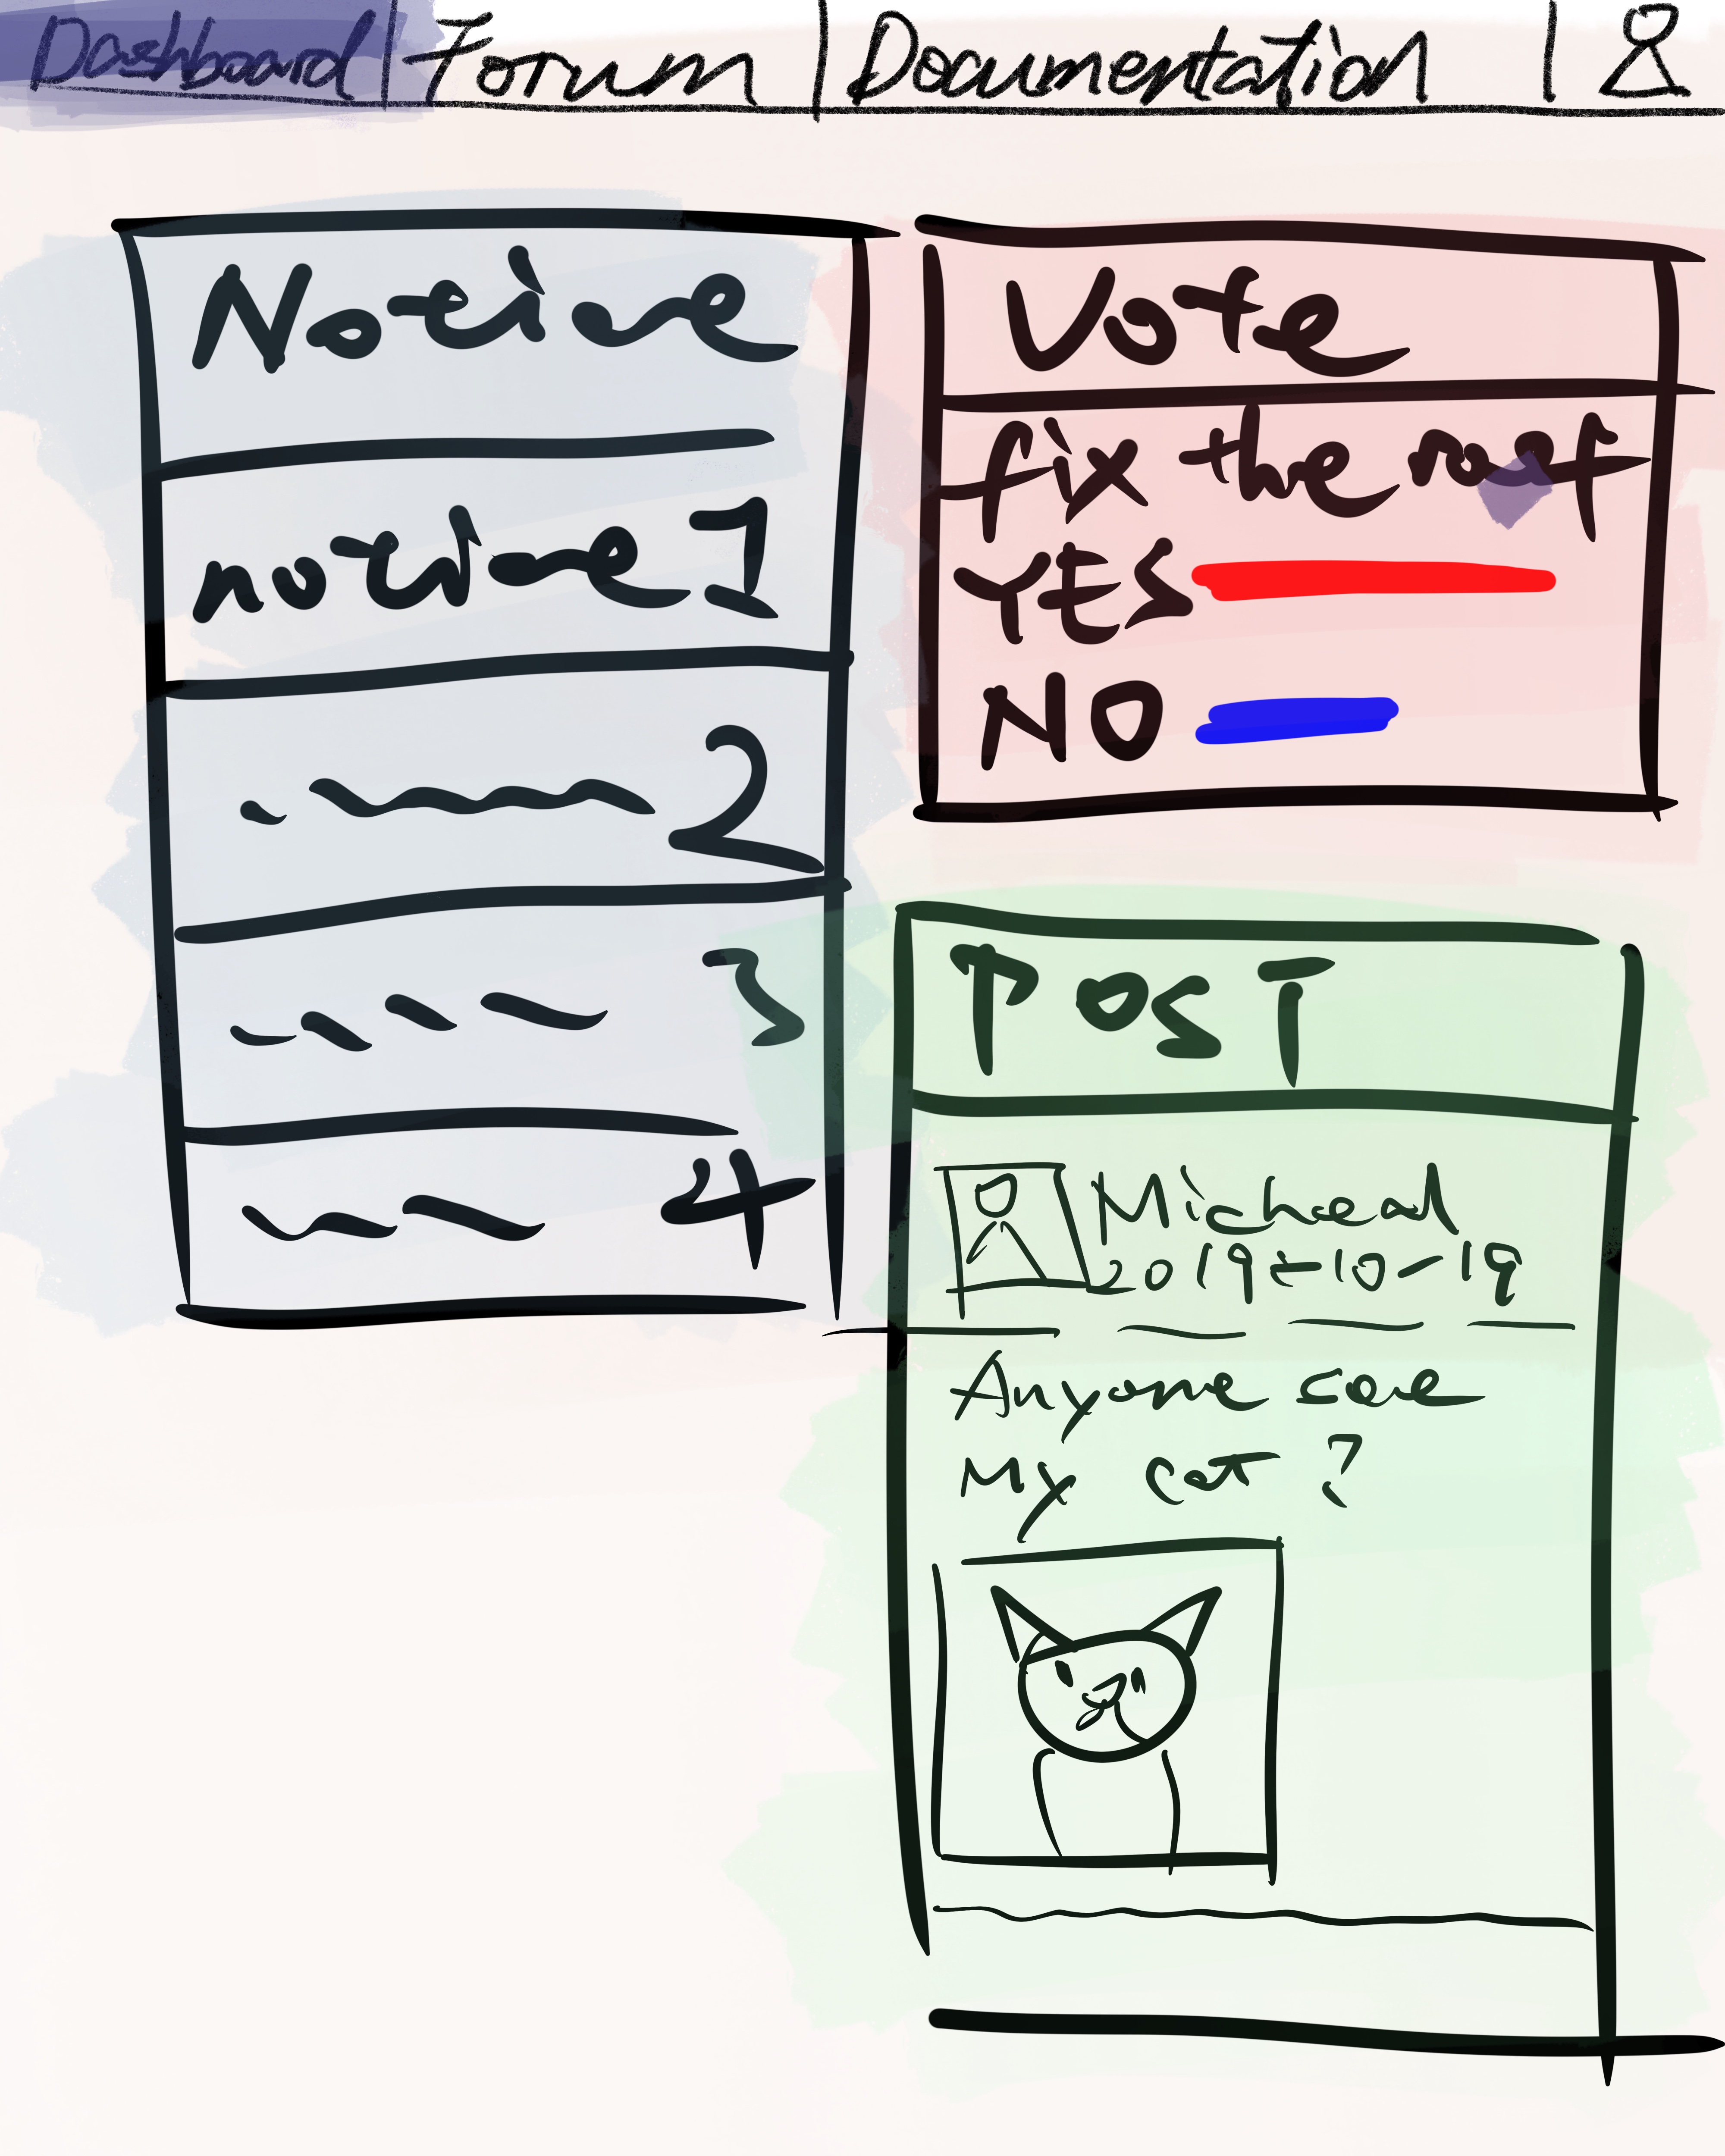 Dashboard | Forum | Documentation |
Notice
notice 1
2
3
4
Vote
fix the roof
YES
NO
POST
Micheal
2019-10-19
Anyone see
My cat ?